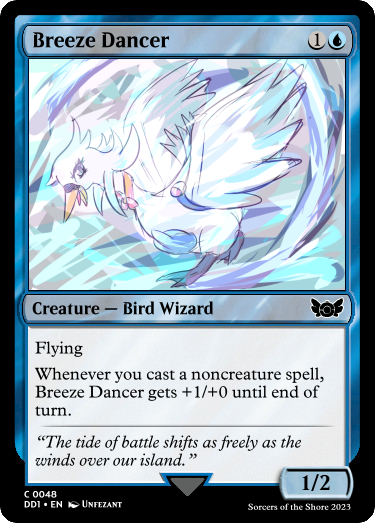 Breeze Dancer 1
Creature — Bird Wizard
Flying
Whenever you cast a noncreature spell,
Breeze Dancer gets +1/+0 until end of
turn.
“The tide of battle shifts as freely as the
winds over our island.”
1/2
C 0048
DD1 • EN Unfezant
Sorcers of the Shore 2023